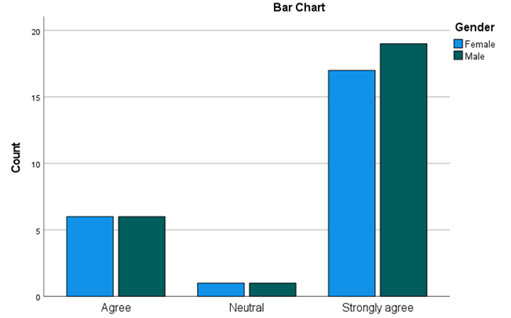 Bar Chart
Gender
Female
Male
Count
20
15
10
5
0
Agree
Neutral
Strongly agree